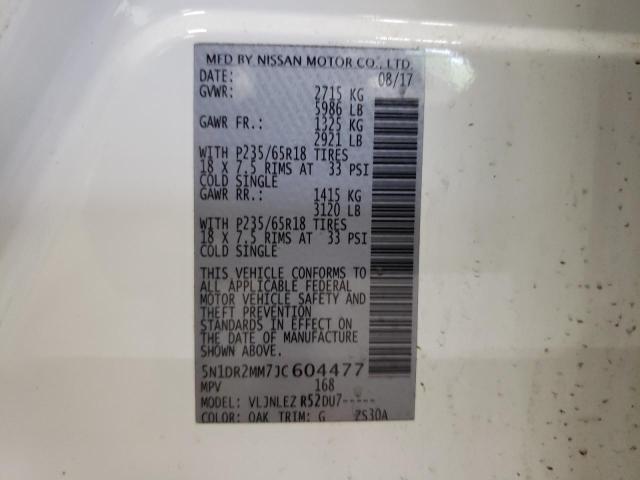 MFD BY NISSAN MOTOR CO., LTD.
DATE: 08/17
GVWR: 2715 KG
5986 LB
GAWR FR.: 1325 KG
2921 LB
WITH P235/65R18 TIRES
18 X 7.5 RIMS AT 33 PSI
COLD SINGLE
GAWR RR.: 1415 KG
3120 LB
WITH P235/65R18 TIRES
18 X 7.5 RIMS AT 33 PSI
COLD SINGLE
THIS VEHICLE CONFORMS TO
ALL APPLICABLE FEDERAL
MOTOR VEHICLE SAFETY AND
THEFT PREVENTION
STANDARDS IN EFFECT ON
THE DATE OF MANUFACTURE
SHOWN ABOVE.
5N1DR2MM7JC604477
MPV 168
MODEL: VLJNLEZ R52DU7-----
COLOR: QAK TRIM: G ZS30A